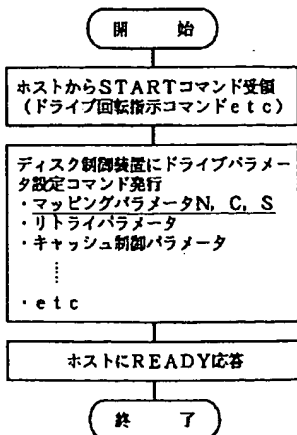 開　始
ホストからSTARTコマンド受領
(ドライブ回転指示コマンドetc)
ディスク制御装置にドライブパラメー
タ設定コマンド発行
・マッピングパラメータN, C, S
・リトライパラメータ
・キャッシュ制御パラメータ
⋮
・etc
ホストにREADY応答
終　了